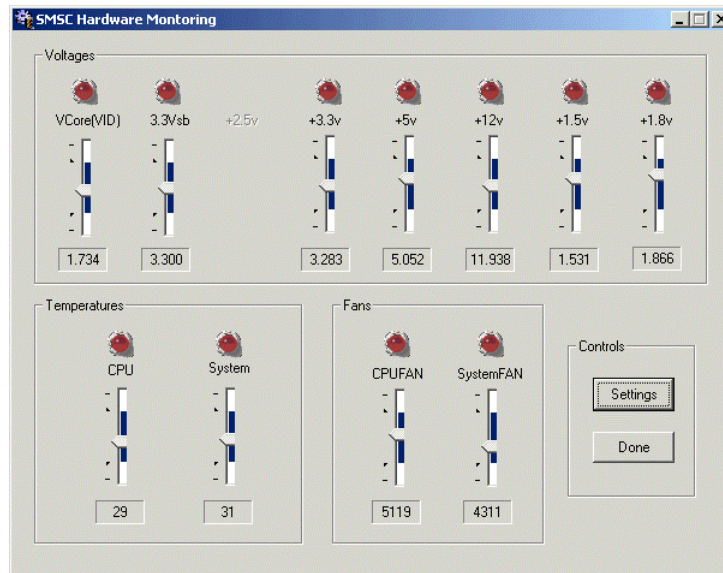 SMSC Hardware Montoring
Voltages
VCore(VID) 3.3Vsb +2.5v +3.3v +5v +12v +1.5v +1.8v
1.734 3.300 3.283 5.052 11.938 1.531 1.866
Temperatures
CPU System
29 31
Fans
CPUFAN SystemFAN
5119 4311
Controls
Settings
Done